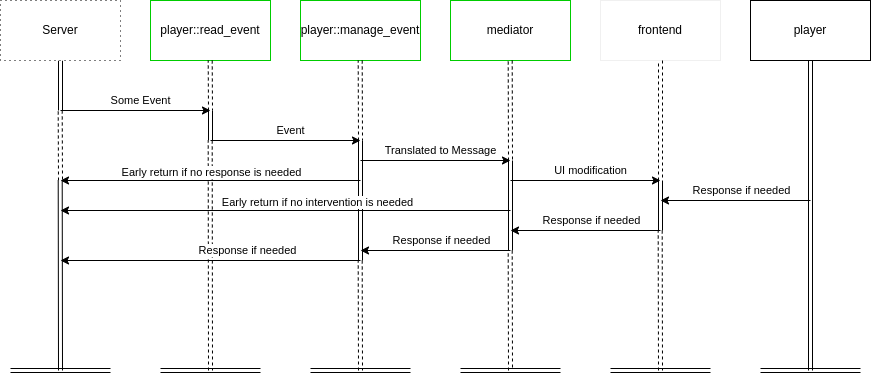 Server
player::read_event
player::manage_event
mediator
frontend
player
Some Event
Event
Translated to Message
Early return if no response is needed
UI modification
Response if needed
Early return if no intervention is needed
Response if needed
Response if needed
Response if needed